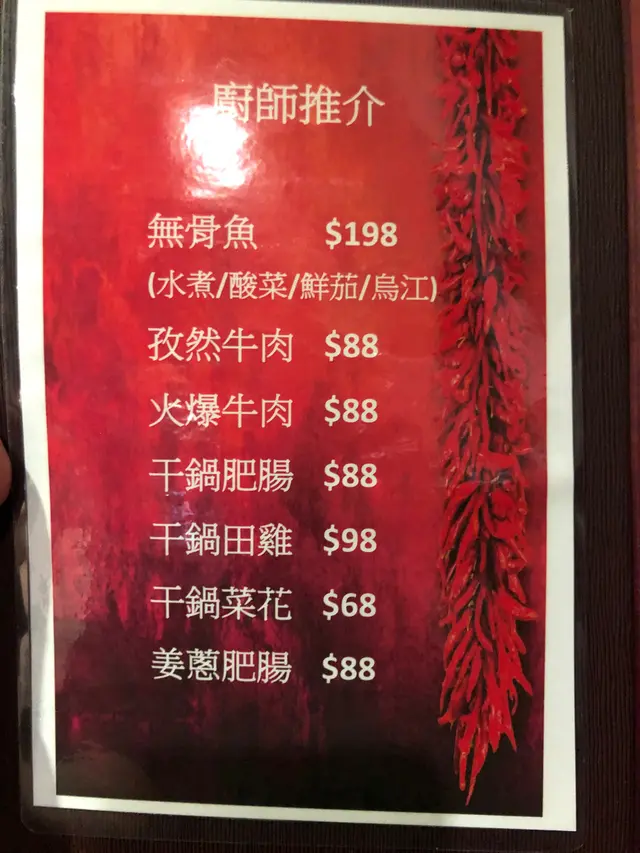 廚師推介
無骨魚 $198
(水煮/酸菜/鮮茄/烏江)
孜然牛肉 $88
火爆牛肉 $88
干鍋肥腸 $88
干鍋田雞 $98
干鍋菜花 $68
姜蔥肥腸 $88